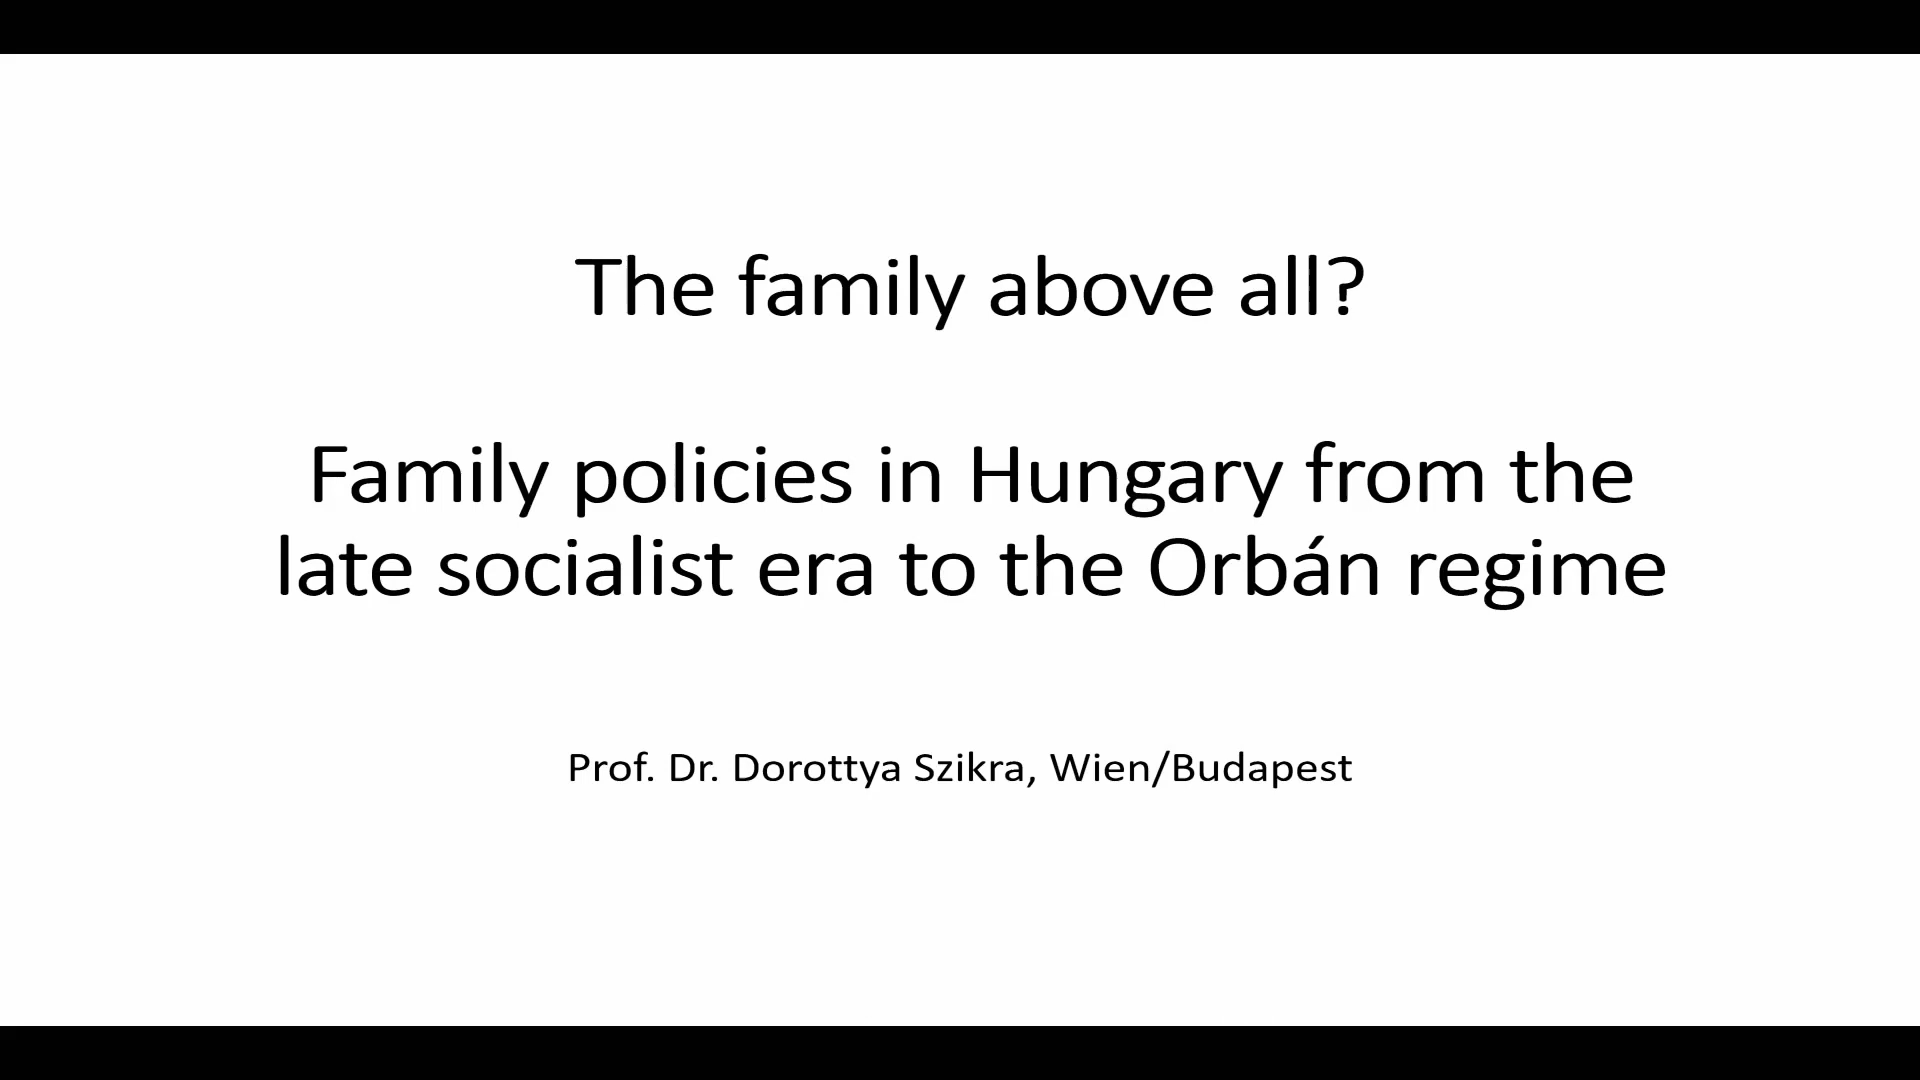 The family above all?
Family policies in Hungary from the
late socialist era to the Orbán regime
Prof. Dr. Dorottya Szikra, Wien/Budapest